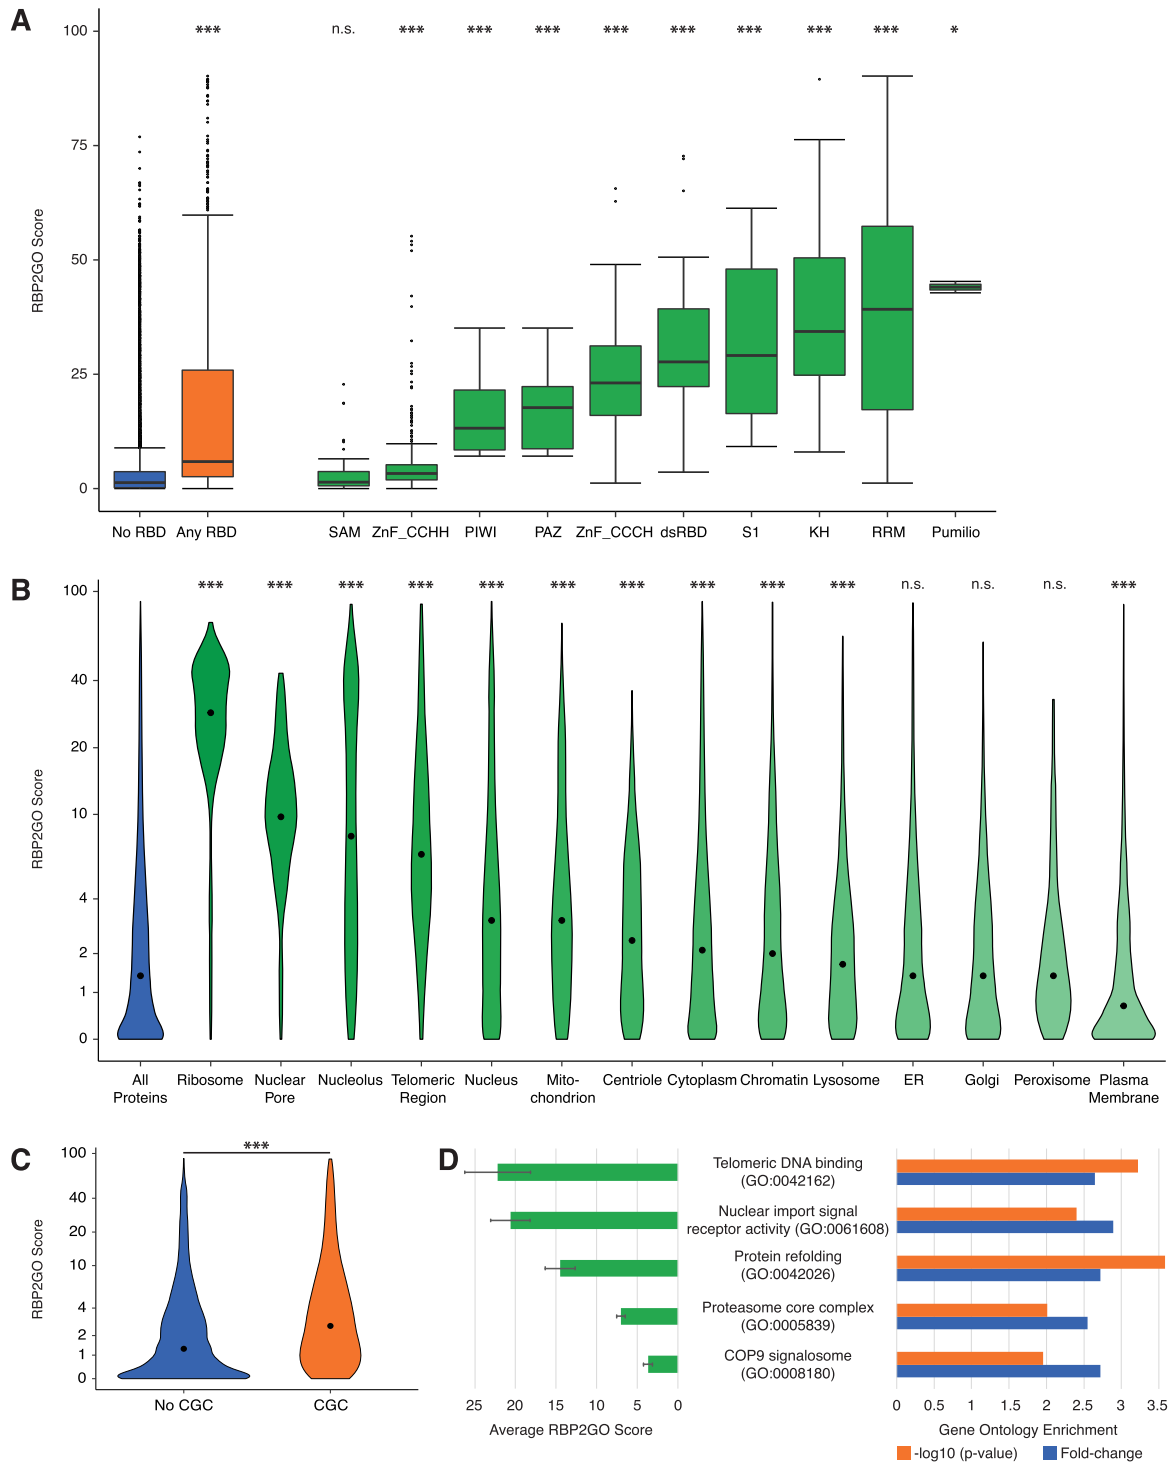 A
RBP2GO Score
100
75
50
25
0
*** n.s. *** *** *** *** *** *** *** *** *
No RBD Any RBD SAM ZnF_CCHH PIWI PAZ ZnF_CCCH dsRBD S1 KH RRM Pumilio
B
RBP2GO Score
100
40
20
10
4
2
1
0
*** *** *** *** *** *** *** *** *** *** n.s. n.s. n.s. ***
All Ribosome Nuclear Nucleolus Telomeric Nucleus Mito- Centriole Cytoplasm Chromatin Lysosome ER Golgi Peroxisome Plasma
Proteins Pore Region chondrion Membrane
C
RBP2GO Score
100
40
20
10
4
2
1
0
***
No CGC CGC
D
Telomeric DNA binding
(GO:0042162)
Nuclear import signal
receptor activity (GO:0061608)
Protein refolding
(GO:0042026)
Proteasome core complex
(GO:0005839)
COP9 signalosome
(GO:0008180)
25 20 15 10 5 0
Average RBP2GO Score
0 0.5 1 1.5 2 2.5 3 3.5
Gene Ontology Enrichment
-log10 (p-value) Fold-change